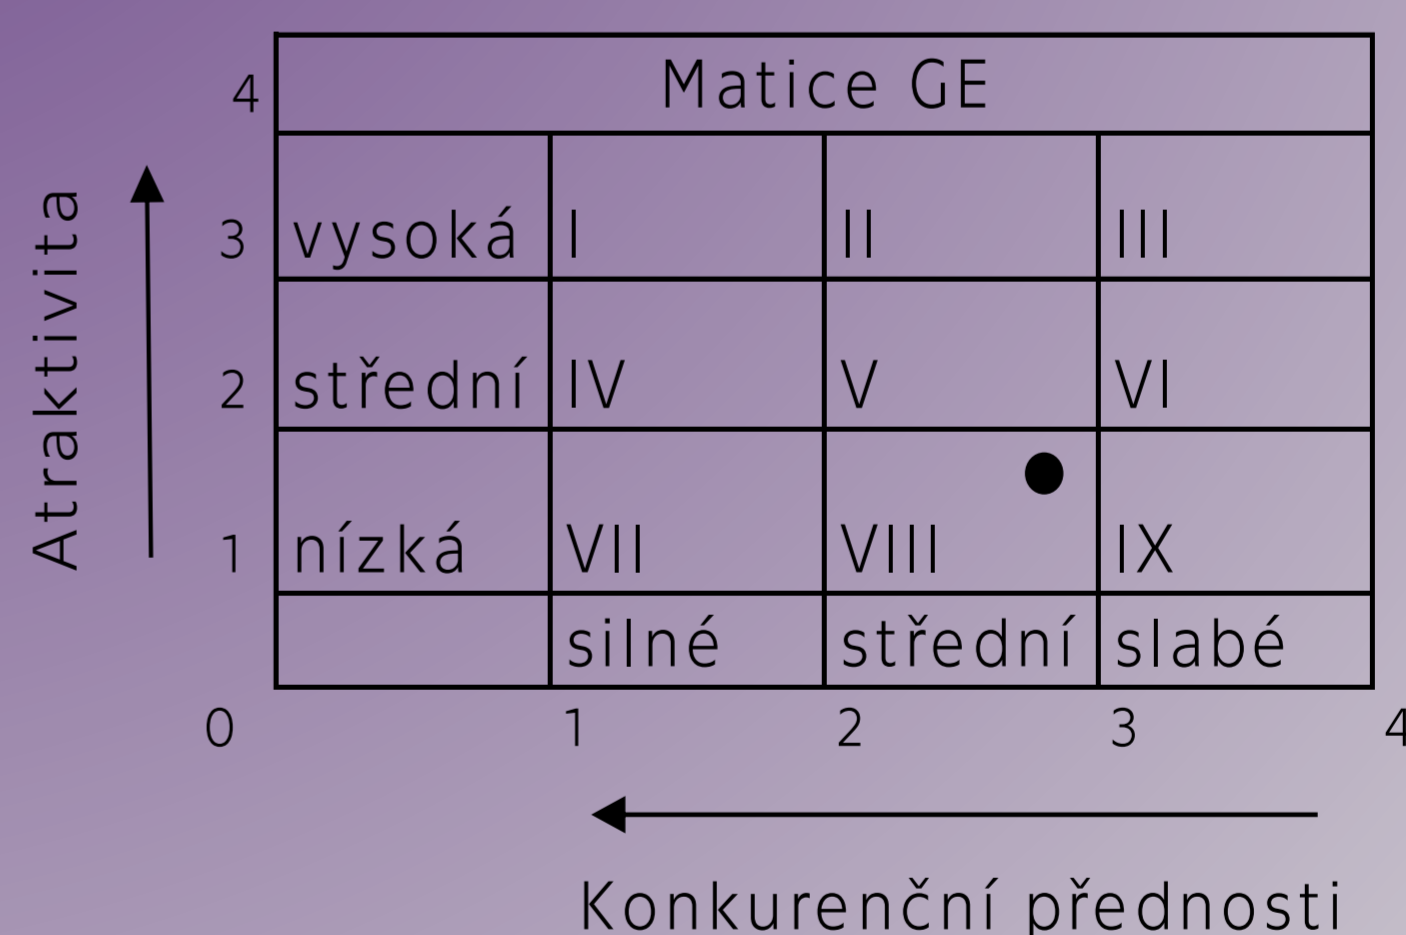 4 Matice GE
3 vysoká I II III
2 střední IV V VI
1 nízká VII VIII IX
silné střední slabé
0 1 2 3 4
Atraktivita
Konkurenční přednosti